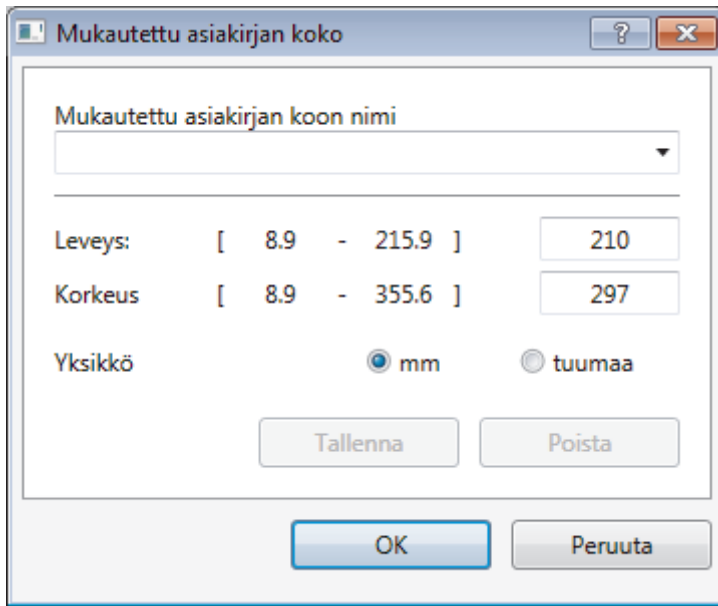 Mukautettu asiakirjan koko
Mukautettu asiakirjan koon nimi
Leveys: [ 8.9 - 215.9 ] 210
Korkeus [ 8.9 - 355.6 ] 297
Yksikkö mm tuumaa
Tallenna Poista
OK Peruuta